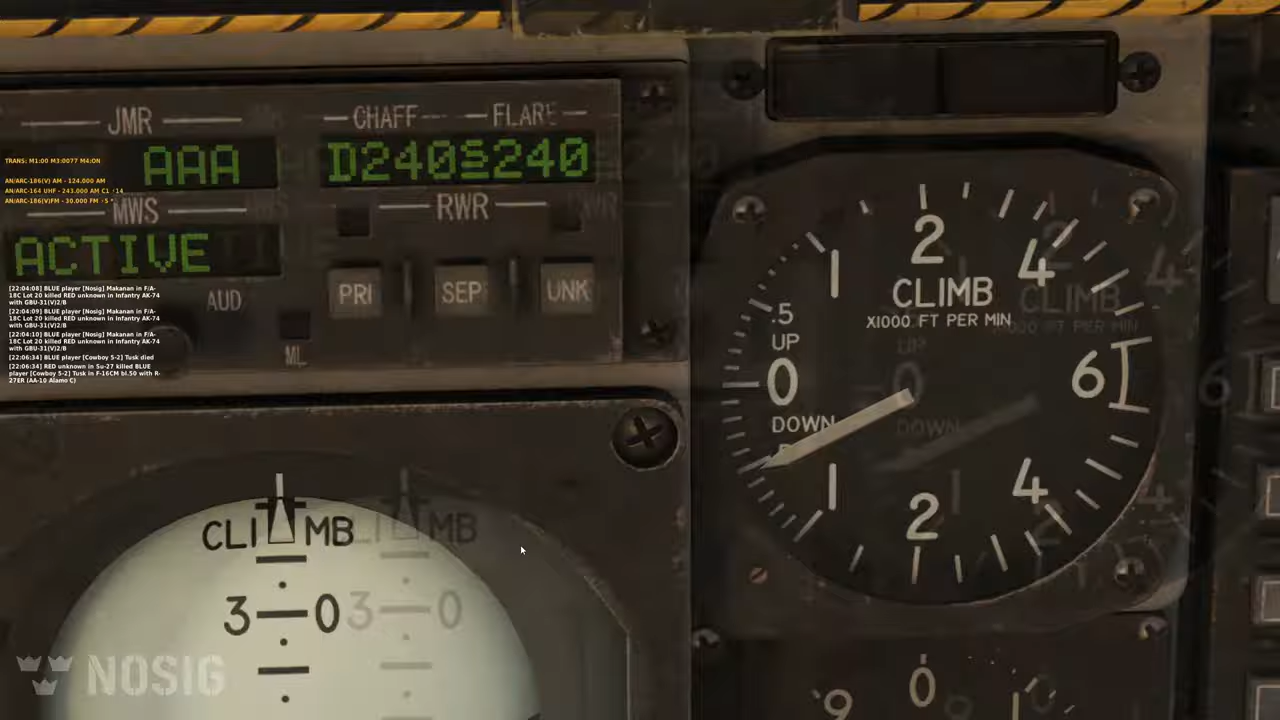 JMR
CHAFF
FLARE
AAA
D240S240
TRANS: M1:00 M3:0077 M4:ON
AN/ARC-186(V) AM - 124.000 AM
AN/ARC-164 UHF - 243.000 AM C1
AN/ARC-186(V)FM - 30.000 FM
MWS
RWR
ACTIVE
PRI
SEP
UNK
AUD
ML
[22:04:08] BLUE player [Nosig] Makanan in F/A-
18C Lot 20 killed RED unknown in Infantry AK-74
with GBU-31(V)2/B
[22:04:09] BLUE player [Nosig] Makanan in F/A-
18C Lot 20 killed RED unknown in Infantry AK-74
with GBU-31(V)2/B
[22:04:10] BLUE player [Nosig] Makanan in F/A-
18C Lot 20 killed RED unknown in Infantry AK-74
with GBU-31(V)2/B
[22:06:34] BLUE player [Cowboy 5-2] Tusk died
[22:06:34] RED unknown in Su-27 killed BLUE
player [Cowboy 5-2] Tusk in F-16CM bl.50 with R-
27ER (AA-10 Alamo C)
1 2 4
CLIMB
X1000 FT PER MIN
.5
UP
0 6
DOWN
1 2 4
CLIMB
3 0
NOSIG
9 0